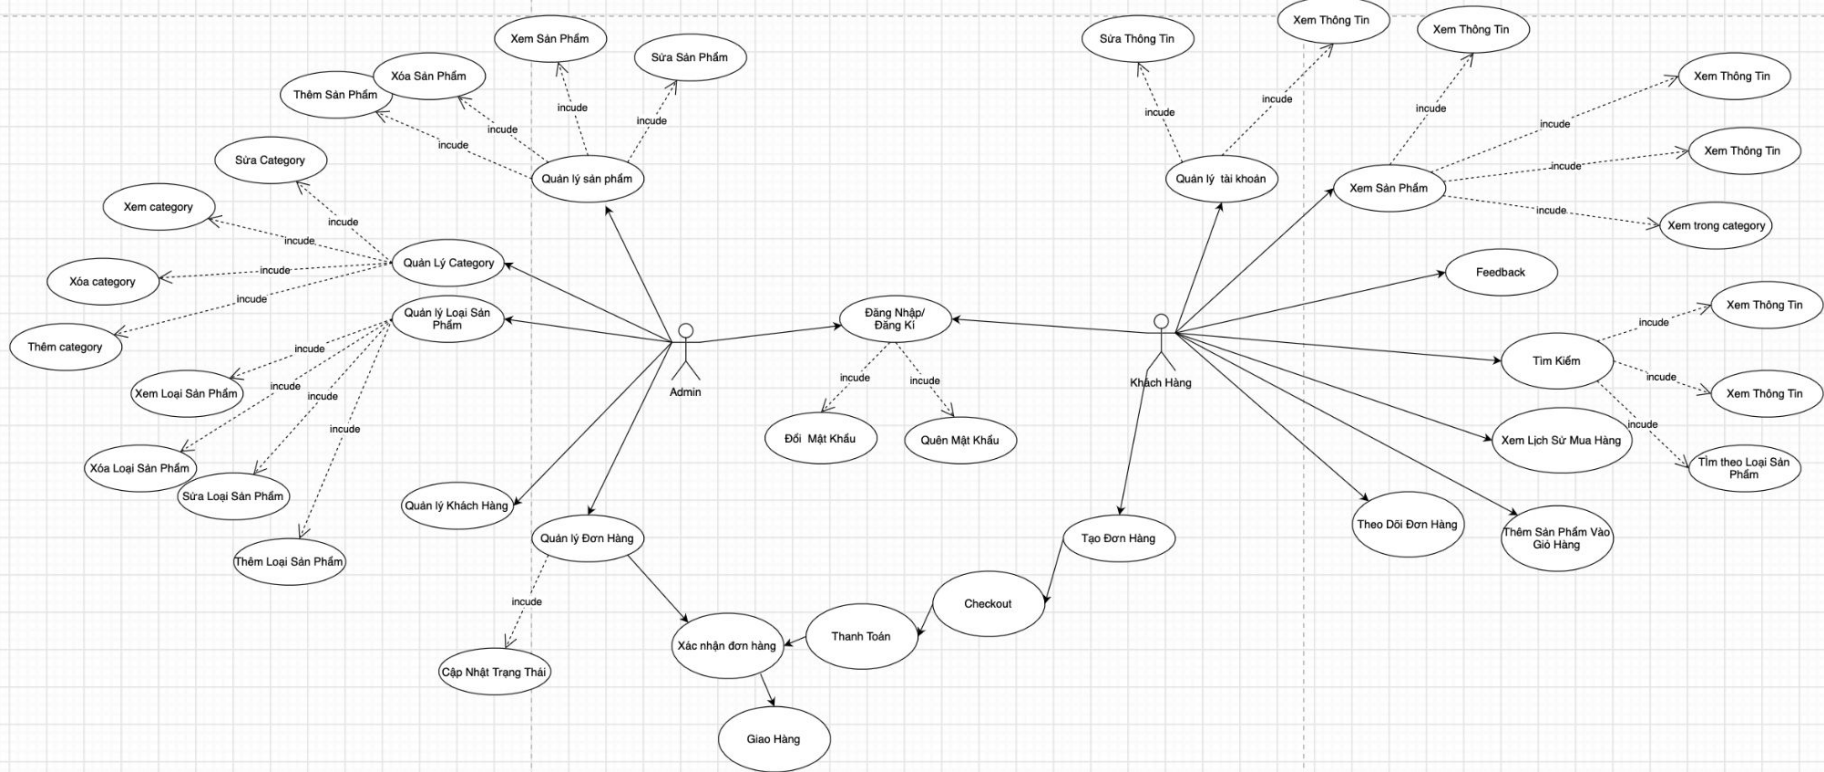 Xem Sản Phẩm
Sửa Sản Phẩm
Xóa Sản Phẩm
Thêm Sản Phẩm
incude
incude
incude
incude
Quản lý sản phẩm
Sửa Category
Xem category
Xóa category
Thêm category
incude
incude
incude
incude
Quản Lý Category
Quản lý Loại Sản
Phẩm
incude
incude
incude
incude
Xem Loại Sản Phẩm
Xóa Loại Sản Phẩm
Sửa Loại Sản Phẩm
Thêm Loại Sản Phẩm
Admin
Quản lý Khách Hàng
Quản lý Đơn Hàng
incude
Cập Nhật Trạng Thái
Xác nhận đơn hàng
Giao Hàng
Thanh Toán
Checkout
Tạo Đơn Hàng
Đăng Nhập/
Đăng Kí
incude
incude
Đổi Mật Khẩu
Quên Mật Khẩu
Khách Hàng
Sửa Thông Tin
Xem Thông Tin
incude
incude
Quản lý tài khoản
Xem Thông Tin
Xem Thông Tin
Xem Thông Tin
Xem trong category
incude
incude
incude
incude
Xem Sản Phẩm
Feedback
Tìm Kiếm
incude
incude
incude
Xem Thông Tin
Xem Thông Tin
TÌm theo Loại Sản
Phẩm
Xem Lịch Sử Mua Hàng
Theo Dõi Đơn Hàng
Thêm Sản Phẩm Vào
Giỏ Hàng